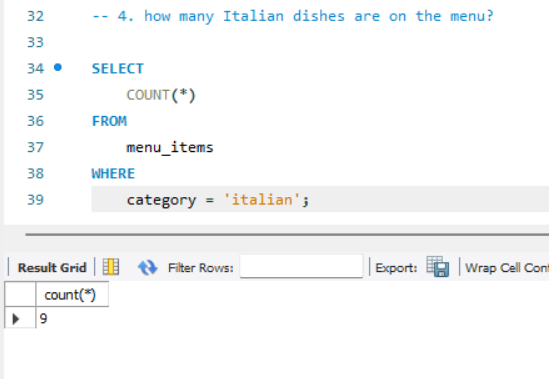 32 -- 4. how many Italian dishes are on the menu?
33
34 SELECT
35 COUNT(*)
36 FROM
37 menu_items
38 WHERE
39 category = 'italian';
Result Grid Filter Rows: Export: Wrap Cell Cont
count(*)
9